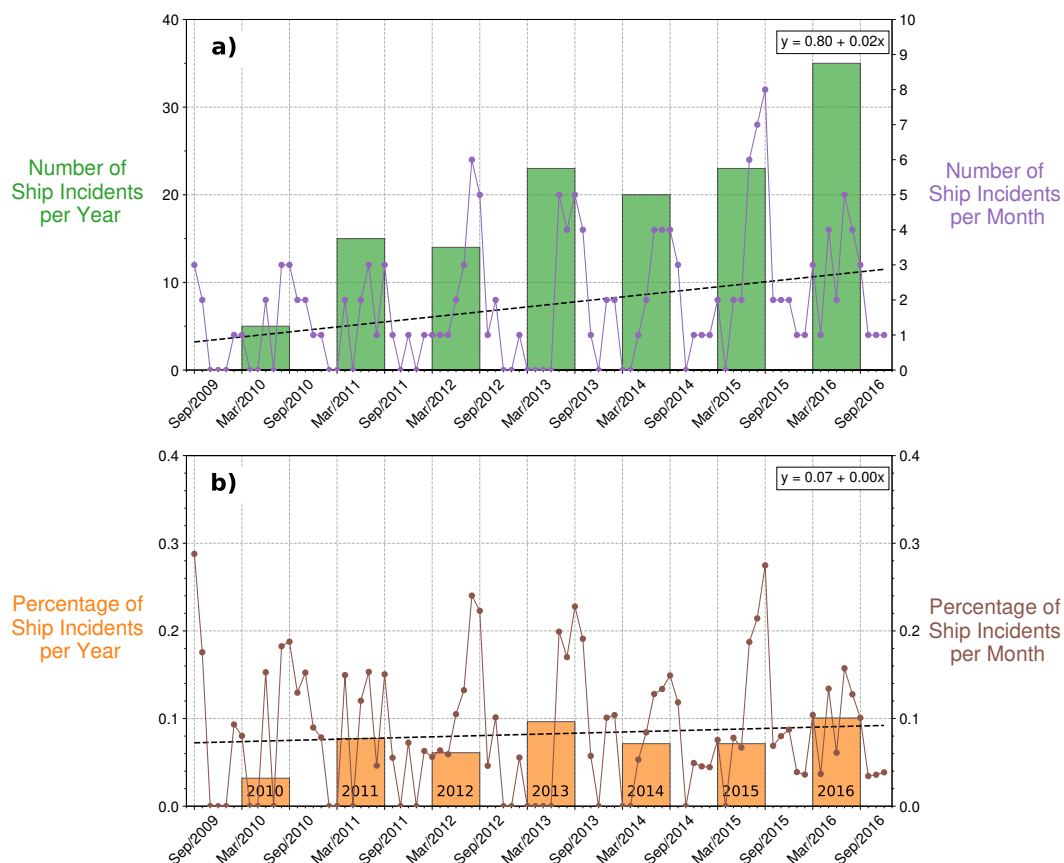 a)
y = 0.80 + 0.02x
40
30
20
10
0
10
9
8
7
6
5
4
3
2
1
0
Number of
Ship Incidents
per Year
Number of
Ship Incidents
per Month
Sep/2009
Mar/2010
Sep/2010
Mar/2011
Sep/2011
Mar/2012
Sep/2012
Mar/2013
Sep/2013
Mar/2014
Sep/2014
Mar/2015
Sep/2015
Mar/2016
Sep/2016
b)
y = 0.07 + 0.00x
0.4
0.3
0.2
0.1
0.0
0.4
0.3
0.2
0.1
0.0
Percentage of
Ship Incidents
per Year
Percentage of
Ship Incidents
per Month
2010
2011
2012
2013
2014
2015
2016
Sep/2009
Mar/2010
Sep/2010
Mar/2011
Sep/2011
Mar/2012
Sep/2012
Mar/2013
Sep/2013
Mar/2014
Sep/2014
Mar/2015
Sep/2015
Mar/2016
Sep/2016